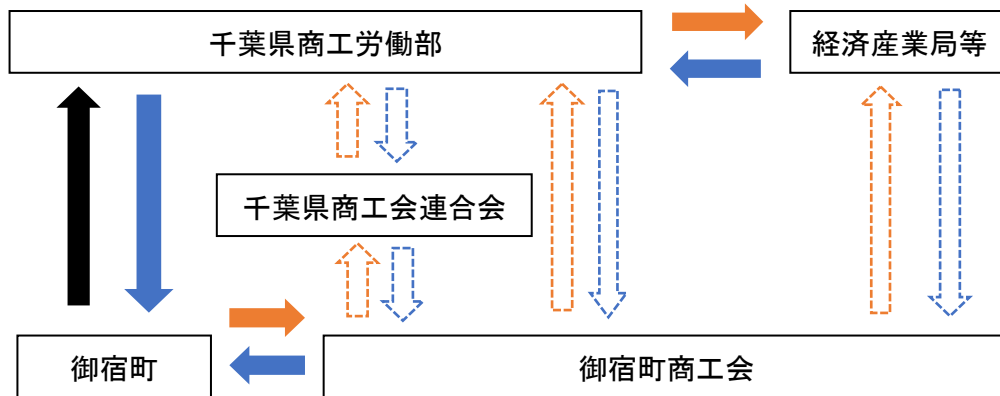 千葉県商工労働部
経済産業局等
千葉県商工会連合会
御宿町
御宿町商工会